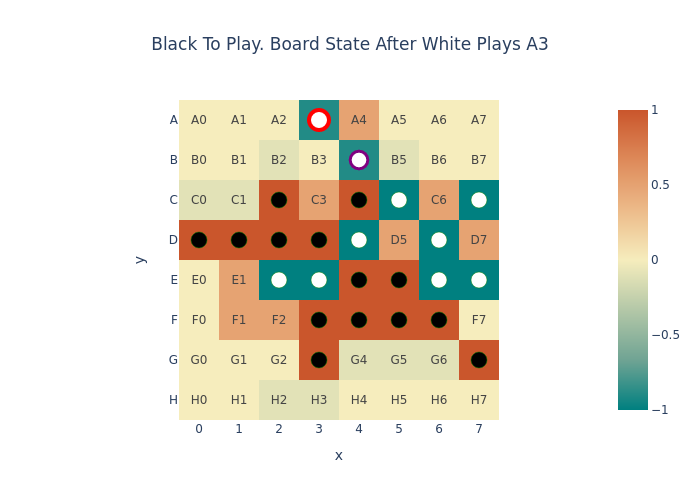 Black To Play. Board State After White Plays A3
A A0 A1 A2 A4 A5 A6 A7
B B0 B1 B2 B3 B5 B6 B7
C C0 C1 C3 C6
D D5 D7
E E0 E1
F F0 F1 F2 F7
G G0 G1 G2 G4 G5 G6
H H0 H1 H2 H3 H4 H5 H6 H7
0 1 2 3 4 5 6 7
x
y
1
0.5
0
−0.5
−1